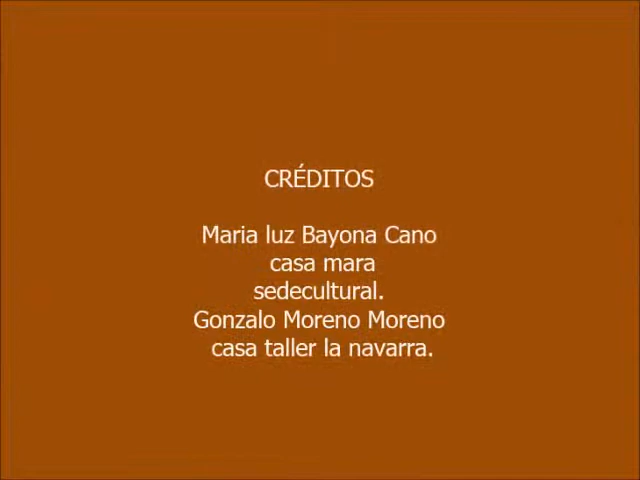 CRÉDITOS
Maria luz Bayona Cano
casa mara
sedecultural.
Gonzalo Moreno Moreno
casa taller la navarra.